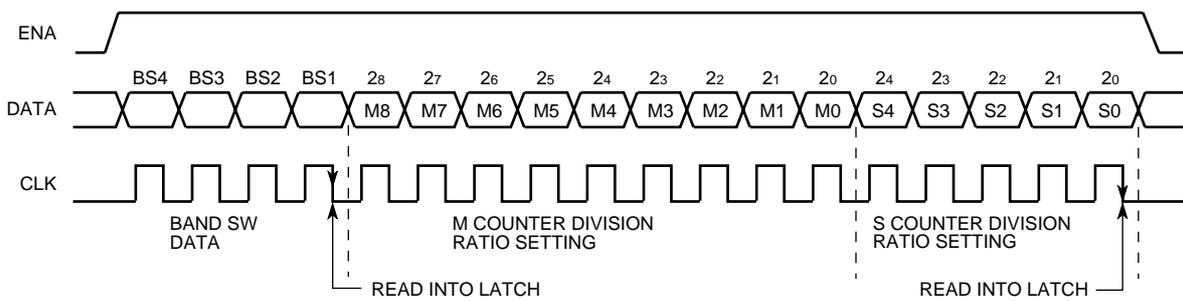 ENA
BS4 BS3 BS2 BS1 28 27 26 25 24 23 22 21 20 24 23 22 21 20
DATA M8 M7 M6 M5 M4 M3 M2 M1 M0 S4 S3 S2 S1 S0
CLK
BAND SW
DATA
M COUNTER DIVISION
RATIO SETTING
S COUNTER DIVISION
RATIO SETTING
READ INTO LATCH
READ INTO LATCH